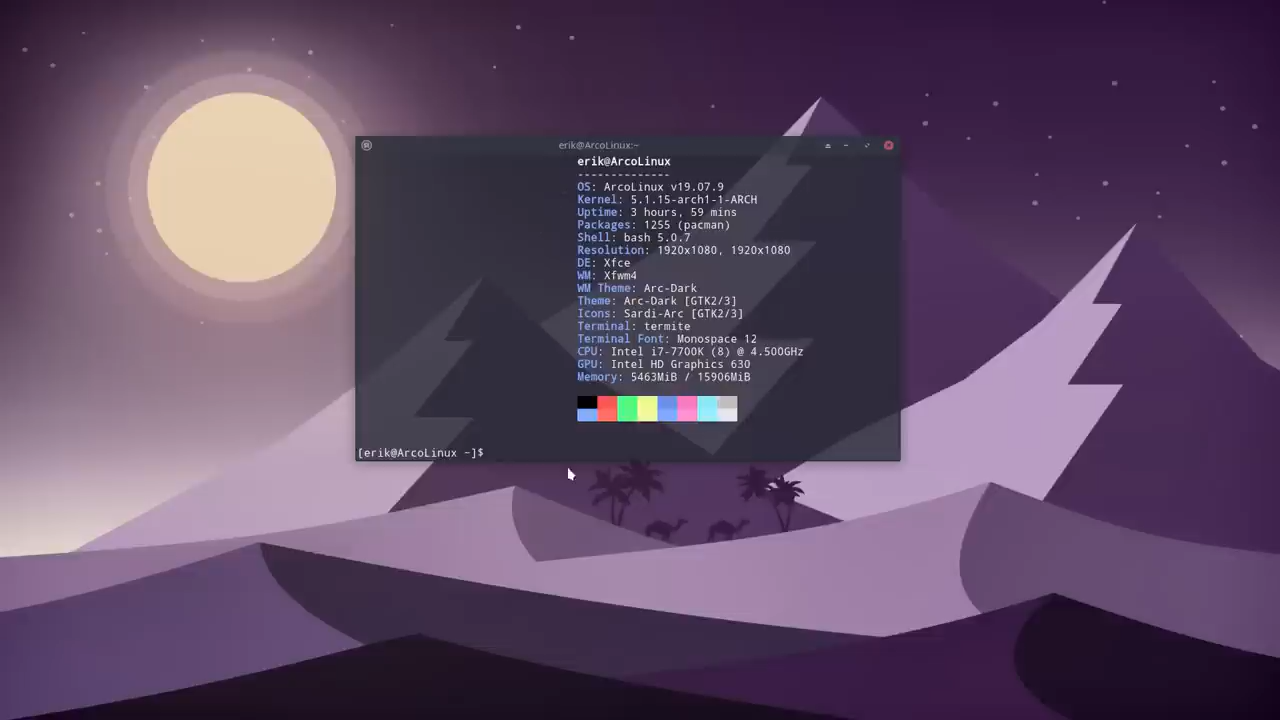 erik@ArcoLinux:~
erik@ArcoLinux
--------------
OS: ArcoLinux v19.07.9
Kernel: 5.1.15-arch1-1-ARCH
Uptime: 3 hours, 59 mins
Packages: 1255 (pacman)
Shell: bash 5.0.7
Resolution: 1920x1080, 1920x1080
DE: Xfce
WM: Xfwm4
WM Theme: Arc-Dark
Theme: Arc-Dark [GTK2/3]
Icons: Sardi-Arc [GTK2/3]
Terminal: termite
Terminal Font: Monospace 12
CPU: Intel i7-7700K (8) @ 4.500GHz
GPU: Intel HD Graphics 630
Memory: 5463MiB / 15906MiB
[erik@ArcoLinux ~]$